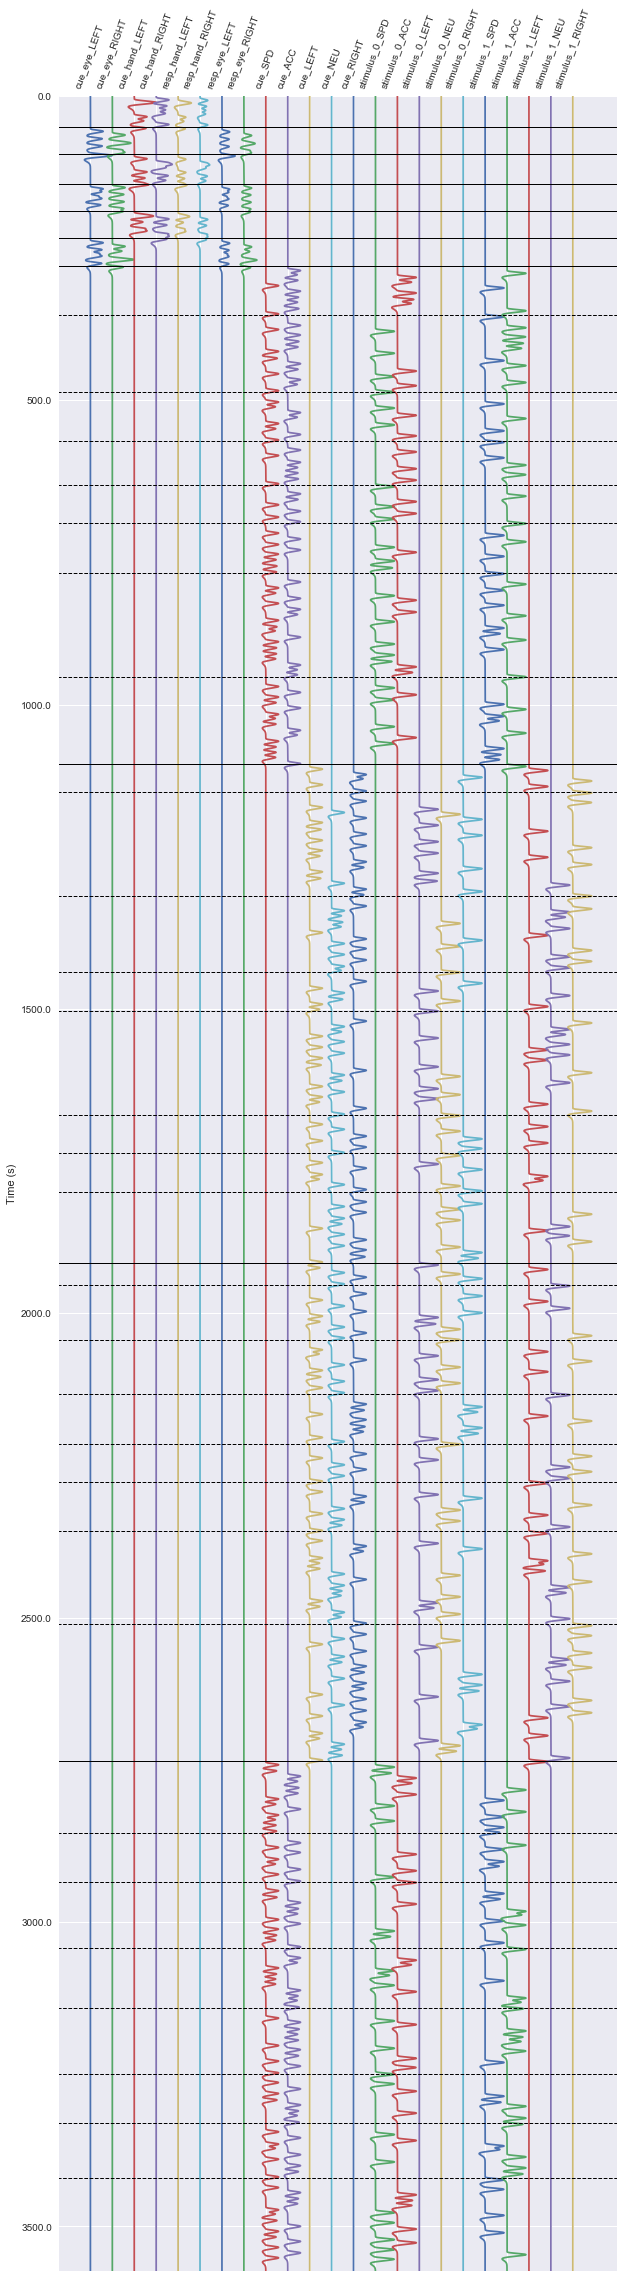 cue_eye_LEFT
cue_eye_RIGHT
cue_hand_LEFT
cue_hand_RIGHT
resp_hand_LEFT
resp_hand_RIGHT
resp_eye_LEFT
resp_eye_RIGHT
cue_SPD
cue_ACC
cue_LEFT
cue_NEU
cue_RIGHT
stimulus_0_SPD
stimulus_0_ACC
stimulus_0_LEFT
stimulus_0_NEU
stimulus_0_RIGHT
stimulus_1_SPD
stimulus_1_ACC
stimulus_1_LEFT
stimulus_1_NEU
stimulus_1_RIGHT
0.0
500.0
1000.0
1500.0
Time (s)
2000.0
2500.0
3000.0
3500.0